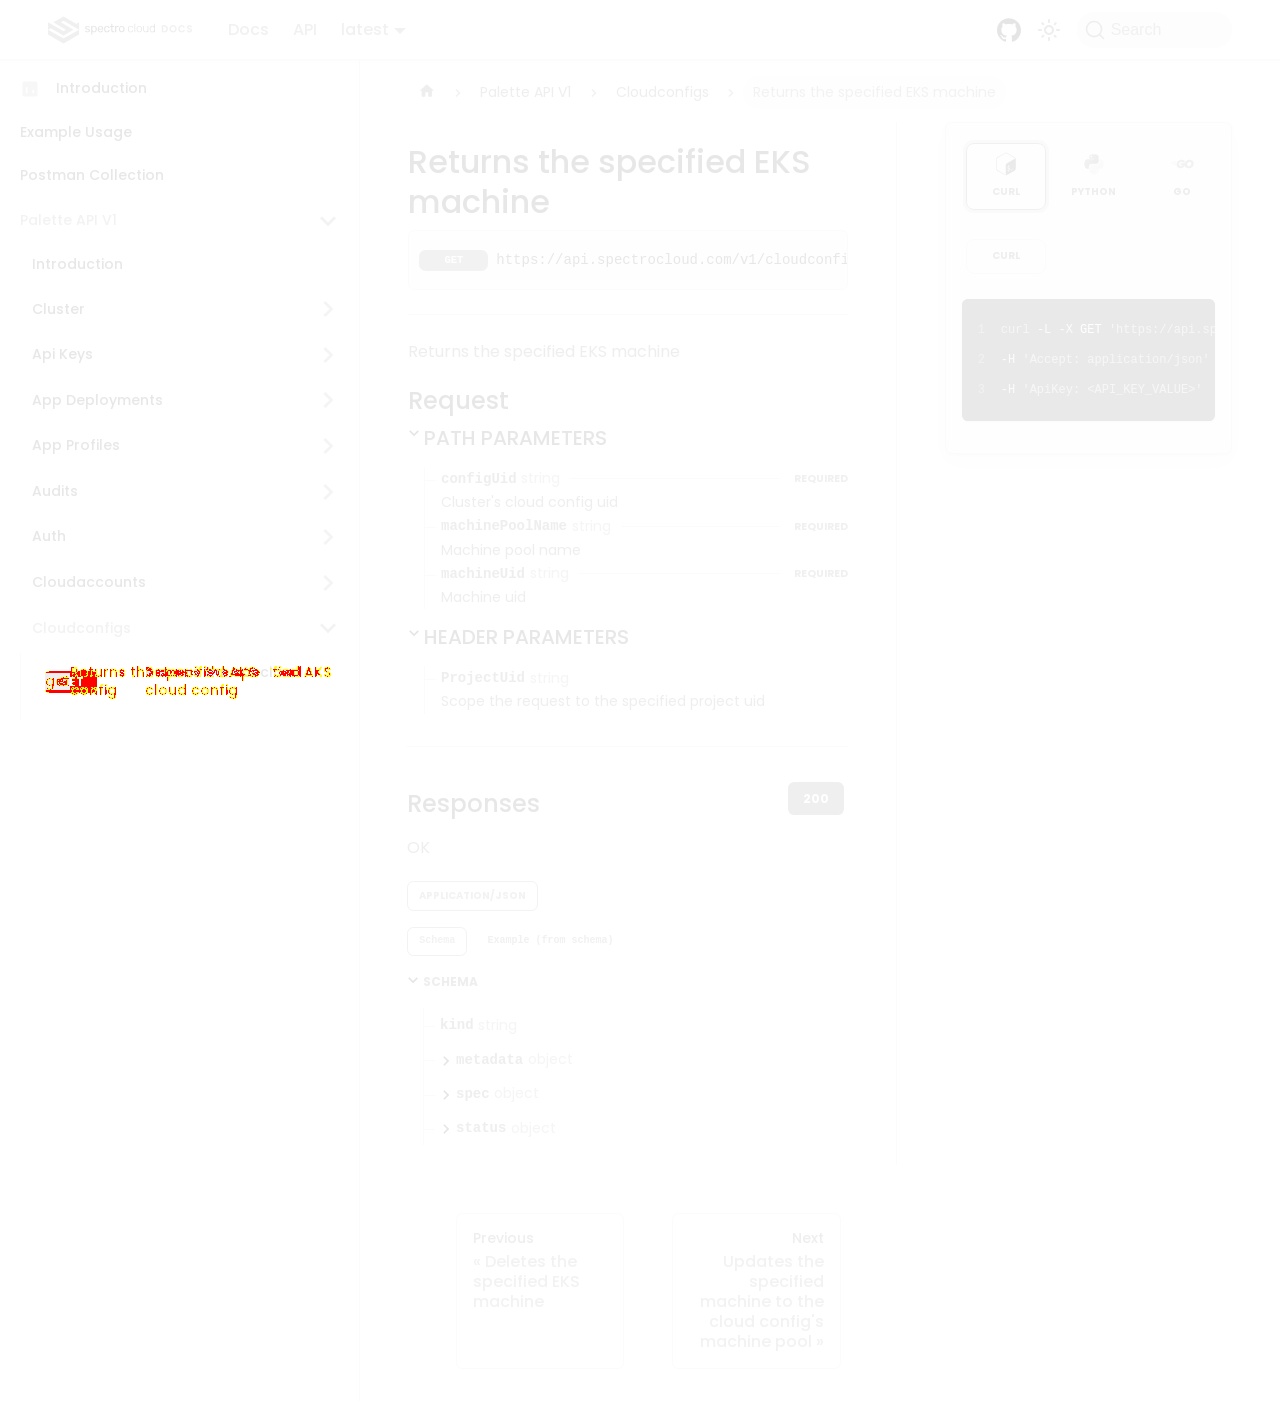 spectro cloud DOCS
Docs
API
latest
Search
Introduction
Example Usage
Postman Collection
Palette API V1
Introduction
Cluster
Api Keys
App Deployments
App Profiles
Audits
Auth
Cloudaccounts
Cloudconfigs
cloud config
Palette API V1
Cloudconfigs
Returns the specified EKS machine
Returns the specified EKS
machine
GET https://api.spectrocloud.com/v1/cloudconfi
Returns the specified EKS machine
Request
PATH PARAMETERS
configUid string REQUIRED
Cluster's cloud config uid
machinePoolName string REQUIRED
Machine pool name
machineUid string REQUIRED
Machine uid
HEADER PARAMETERS
ProjectUid string
Scope the request to the specified project uid
Responses
200
OK
APPLICATION/JSON
Schema
Example (from schema)
SCHEMA
kind string
metadata object
spec object
status object
Previous
« Deletes the
specified EKS
machine
Next
Updates the
specified
machine to the
cloud config's
machine pool »
CURL
PYTHON
GO
CURL
1 curl -L -X GET 'https://api.sp
2 -H 'Accept: application/json'
3 -H 'ApiKey: <API_KEY_VALUE>'